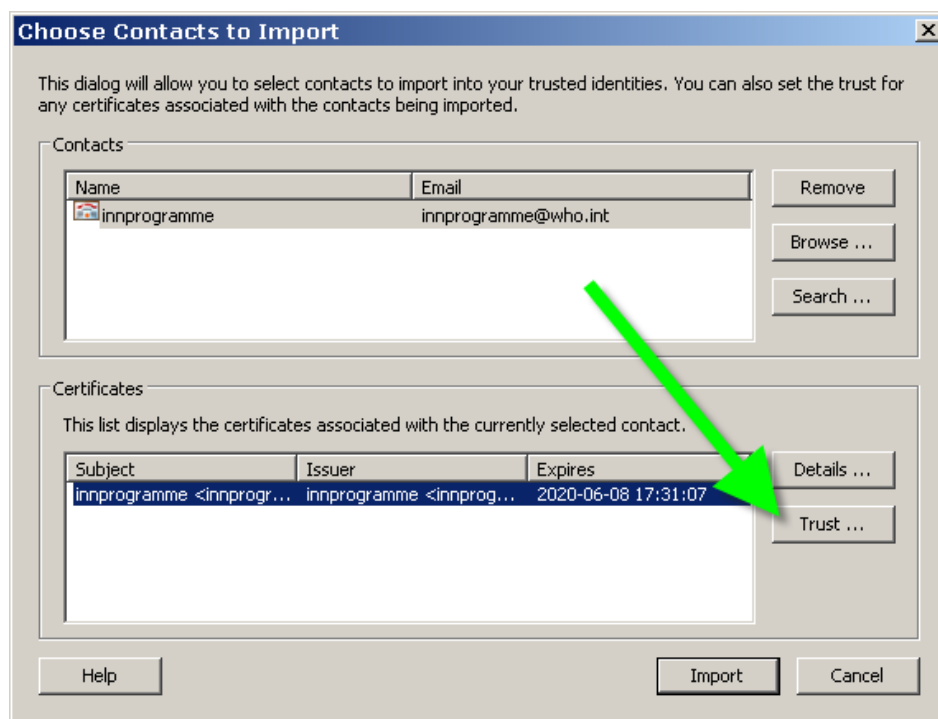 Choose Contacts to Import
This dialog will allow you to select contacts to import into your trusted identities. You can also set the trust for
any certificates associated with the contacts being imported.
Contacts
Name Email
innprogramme innprogramme@who.int
Remove
Browse ...
Search ...
Certificates
This list displays the certificates associated with the currently selected contact.
Subject Issuer Expires
innprogramme <innprogr... innprogramme <innprog... 2020-06-08 17:31:07
Details ...
Trust ...
Help Import Cancel